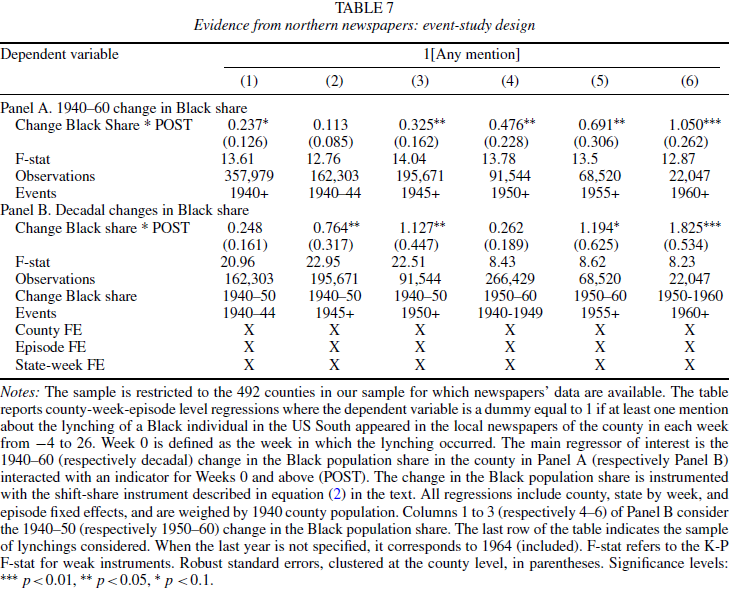 TABLE 7
Evidence from northern newspapers: event-study design
Dependent variable 1[Any mention]
(1) (2) (3) (4) (5) (6)
Panel A. 1940–60 change in Black share
Change Black Share * POST 0.237* 0.113 0.325** 0.476** 0.691** 1.050***
(0.126) (0.085) (0.162) (0.228) (0.306) (0.262)
F-stat 13.61 12.76 14.04 13.78 13.5 12.87
Observations 357,979 162,303 195,671 91,544 68,520 22,047
Events 1940+ 1940–44 1945+ 1950+ 1955+ 1960+
Panel B. Decadal changes in Black share
Change Black share * POST 0.248 0.764** 1.127** 0.262 1.194* 1.825***
(0.161) (0.317) (0.447) (0.189) (0.625) (0.534)
F-stat 20.96 22.95 22.51 8.43 8.62 8.23
Observations 162,303 195,671 91,544 266,429 68,520 22,047
Change Black share 1940–50 1940–50 1940–50 1950–60 1950–60 1950-1960
Events 1940–44 1945+ 1950+ 1940-1949 1955+ 1960+
County FE X X X X X X
Episode FE X X X X X X
State-week FE X X X X X X
Notes: The sample is restricted to the 492 counties in our sample for which newspapers' data are available. The table
reports county-week-episode level regressions where the dependent variable is a dummy equal to 1 if at least one mention
about the lynching of a Black individual in the US South appeared in the local newspapers of the county in each week
from −4 to 26. Week 0 is defined as the week in which the lynching occurred. The main regressor of interest is the
1940–60 (respectively decadal) change in the Black population share in the county in Panel A (respectively Panel B)
interacted with an indicator for Weeks 0 and above (POST). The change in the Black population share is instrumented
with the shift-share instrument described in equation (2) in the text. All regressions include county, state by week, and
episode fixed effects, and are weighed by 1940 county population. Columns 1 to 3 (respectively 4–6) of Panel B consider
the 1940–50 (respectively 1950–60) change in the Black population share. The last row of the table indicates the sample
of lynchings considered. When the last year is not specified, it corresponds to 1964 (included). F-stat refers to the K-P
F-stat for weak instruments. Robust standard errors, clustered at the county level, in parentheses. Significance levels:
*** p<0.01, ** p<0.05, * p <0.1.